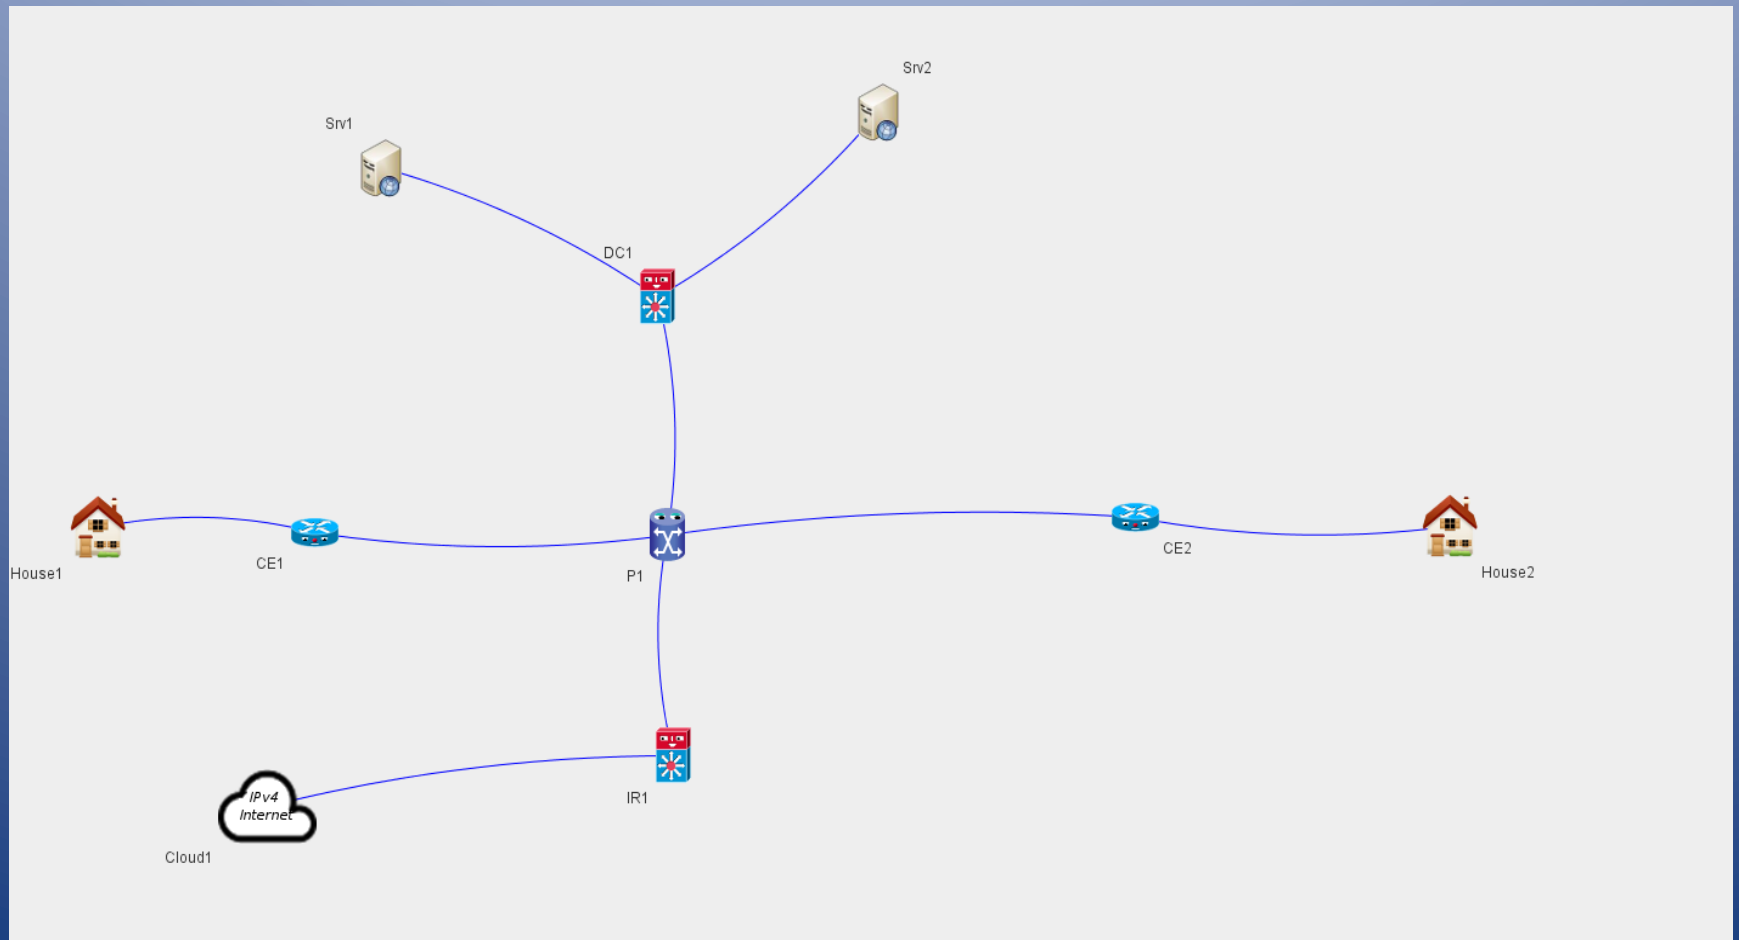 Srv2
Srv1
DC1
House1
CE1
P1
CE2
House2
IPv4
Internet
IR1
Cloud1